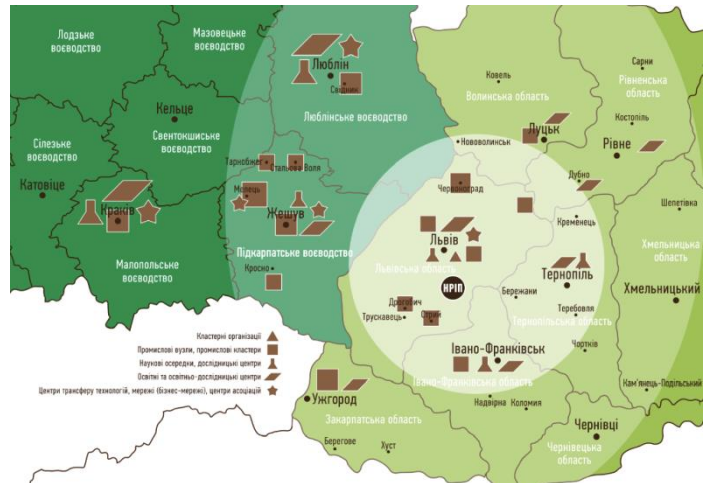 Лодзьке
воєводство
Мазовецьке
воєводство
Люблін
Свідник
Люблінське воєводство
Кельце
Свентокшиське
воєводство
Сілезьке
воєводство
Катовіце
Краків
Малопольське
воєводство
Тарнобжег
Стальова Воля
Мелець
Жешув
Підкарпатське воєводство
Кросно
Ковель
Волинська область
Сарни
Рівненська
область
Костопіль
Луцьк
Рівне
Нововолинськ
Дубно
Червоноград
Кременець
Шепетівка
Хмельницька
область
Львів
Львівська область
НРІП
Тернопіль
Бережани
Теребовля
Тернопільська область
Хмельницький
Дрогобич
Трускавець
Стрий
Чортків
Івано-Франківськ
Івано-Франківська область
Кам'янець-Подільський
Надвірна
Коломия
Ужгород
Закарпатська область
Берегове
Хуст
Чернівці
Чернівецька
область
Кластерні організації
Промислові вузли, промислові кластери
Наукові осередки, дослідницькі центри
Освітні та освітньо-дослідницькі центри
Центри трансферу технологій, мережі (бізнес-мережі), центри асоціацій